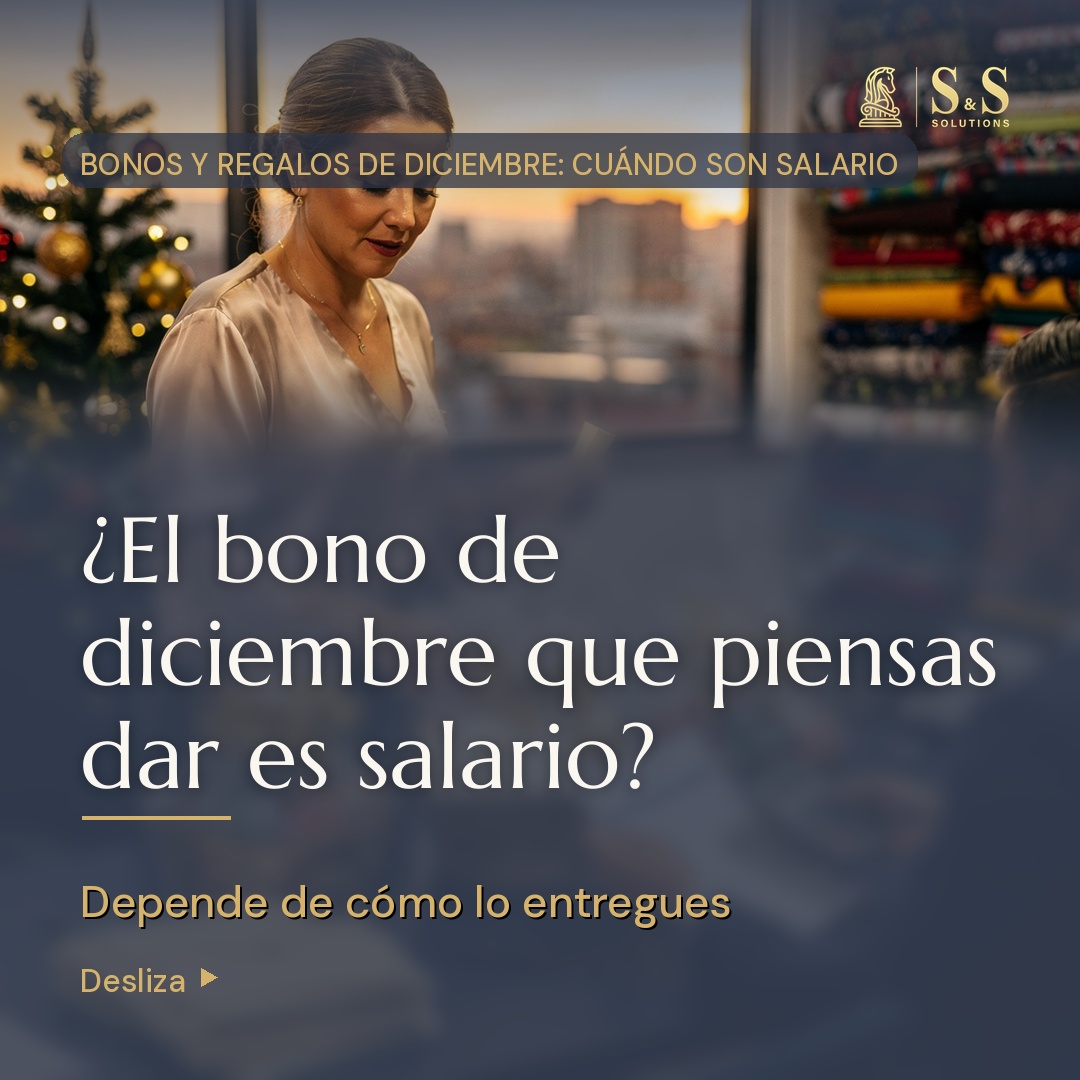 S&S
SOLUTIONS
BONOS Y REGALOS DE DICIEMBRE: CUÁNDO SON SALARIO
¿El bono de
diciembre que piensas
dar es salario?
Depende de cómo lo entregues
Desliza